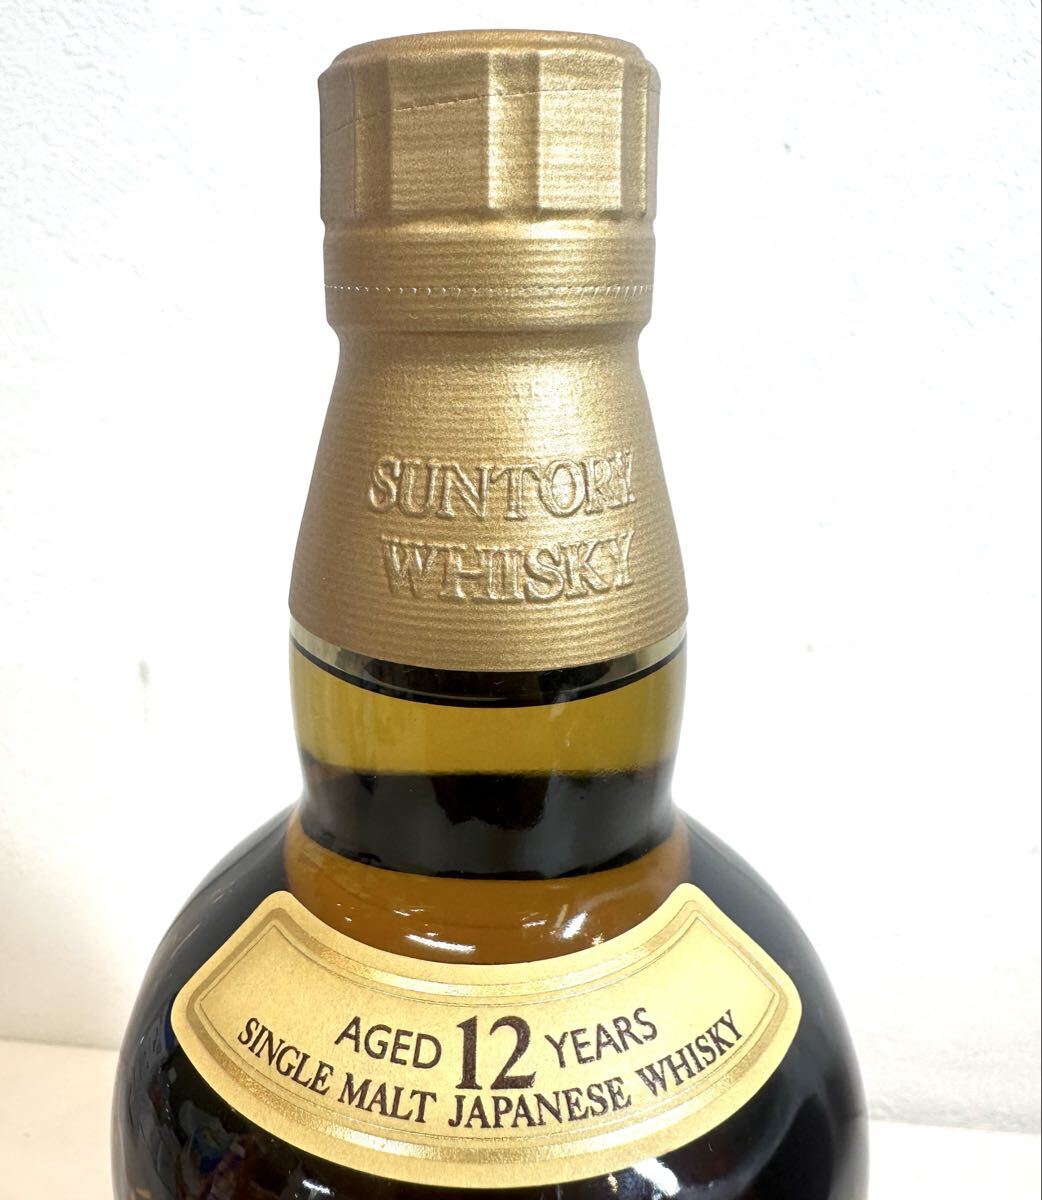 SUNTORY
WHISKY
AGED 12 YEARS
SINGLE MALT JAPANESE WHISKY